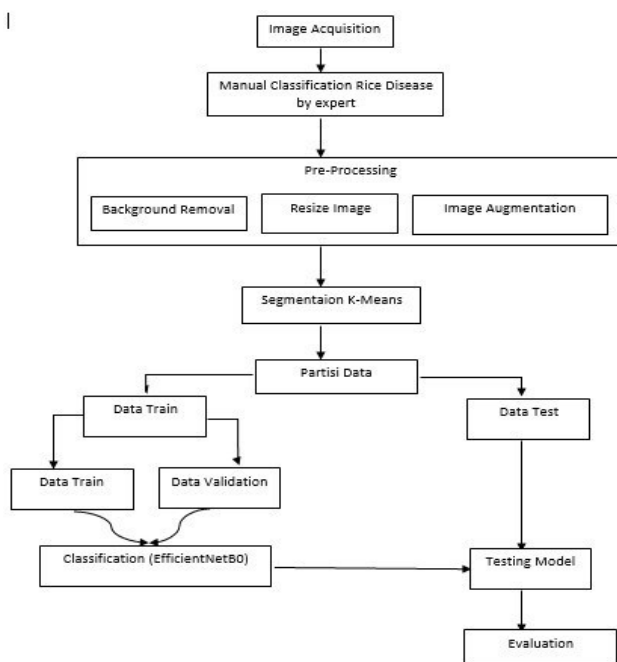 Image Acquisition
Manual Classification Rice Disease
by expert
Pre-Processing
Background Removal
Resize Image
Image Augmentation
Segmentaion K-Means
Partisi Data
Data Train
Data Test
Data Train
Data Validation
Classification (EfficientNetB0)
Testing Model
Evaluation